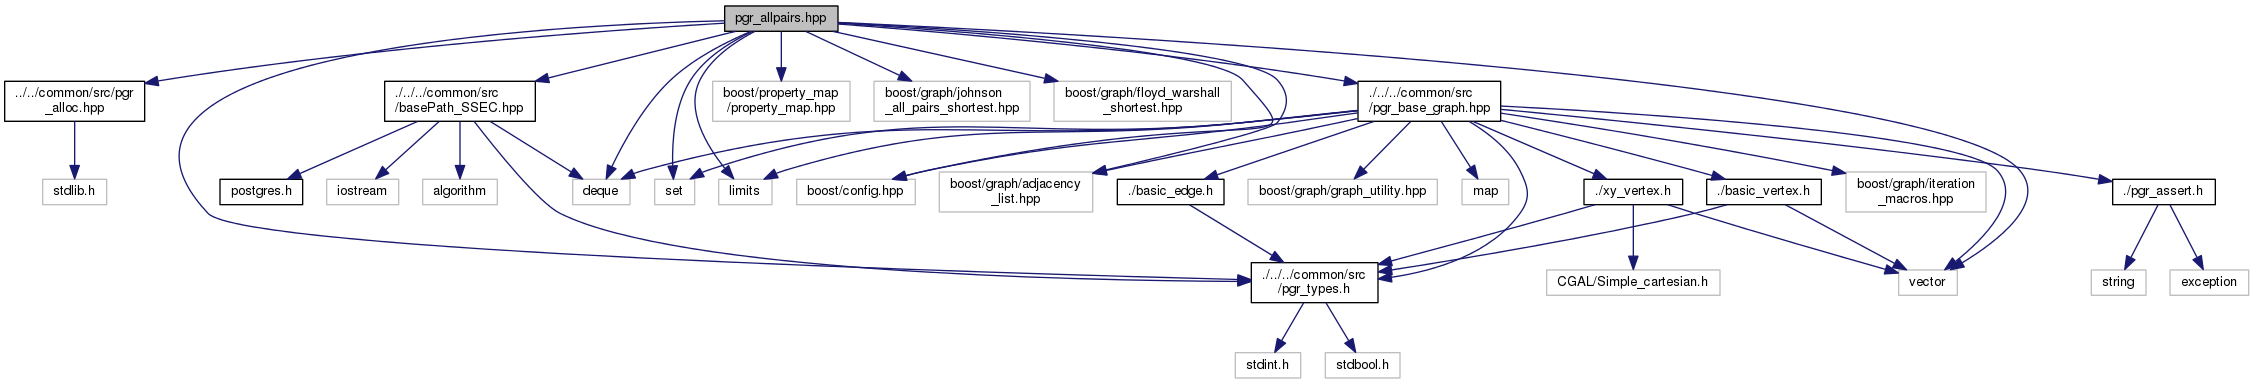 pgr_allpairs.hpp
../../common/src/pgr
_alloc.hpp
./../../common/src
/basePath_SSEC.hpp
boost/property_map
/property_map.hpp
boost/graph/johnson
_all_pairs_shortest.hpp
boost/graph/floyd_warshall
_shortest.hpp
./../../common/src
/pgr_base_graph.hpp
stdlib.h
postgres.h
iostream
algorithm
deque
set
limits
boost/config.hpp
boost/graph/adjacency
_list.hpp
./basic_edge.h
boost/graph/graph_utility.hpp
map
./xy_vertex.h
./basic_vertex.h
boost/graph/iteration
_macros.hpp
./pgr_assert.h
./../../common/src
/pgr_types.h
CGAL/Simple_cartesian.h
vector
string
exception
stdint.h
stdbool.h